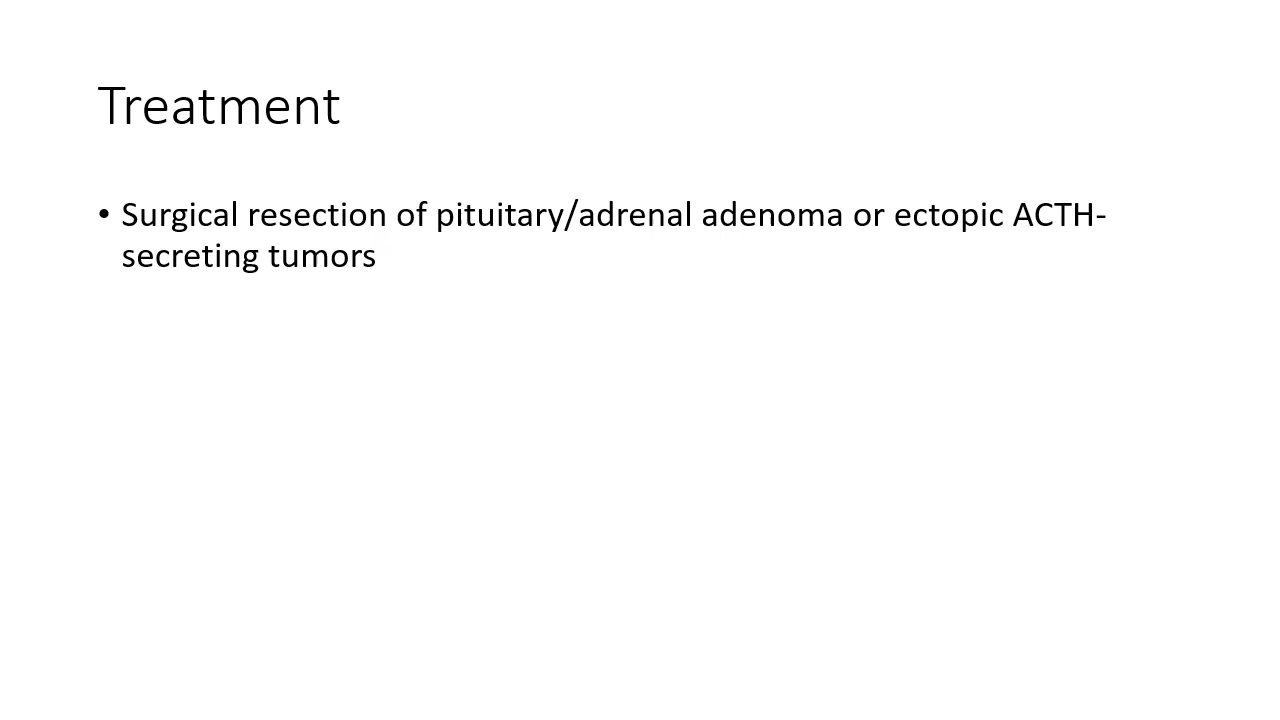 Treatment
• Surgical resection of pituitary/adrenal adenoma or ectopic ACTH-
secreting tumors